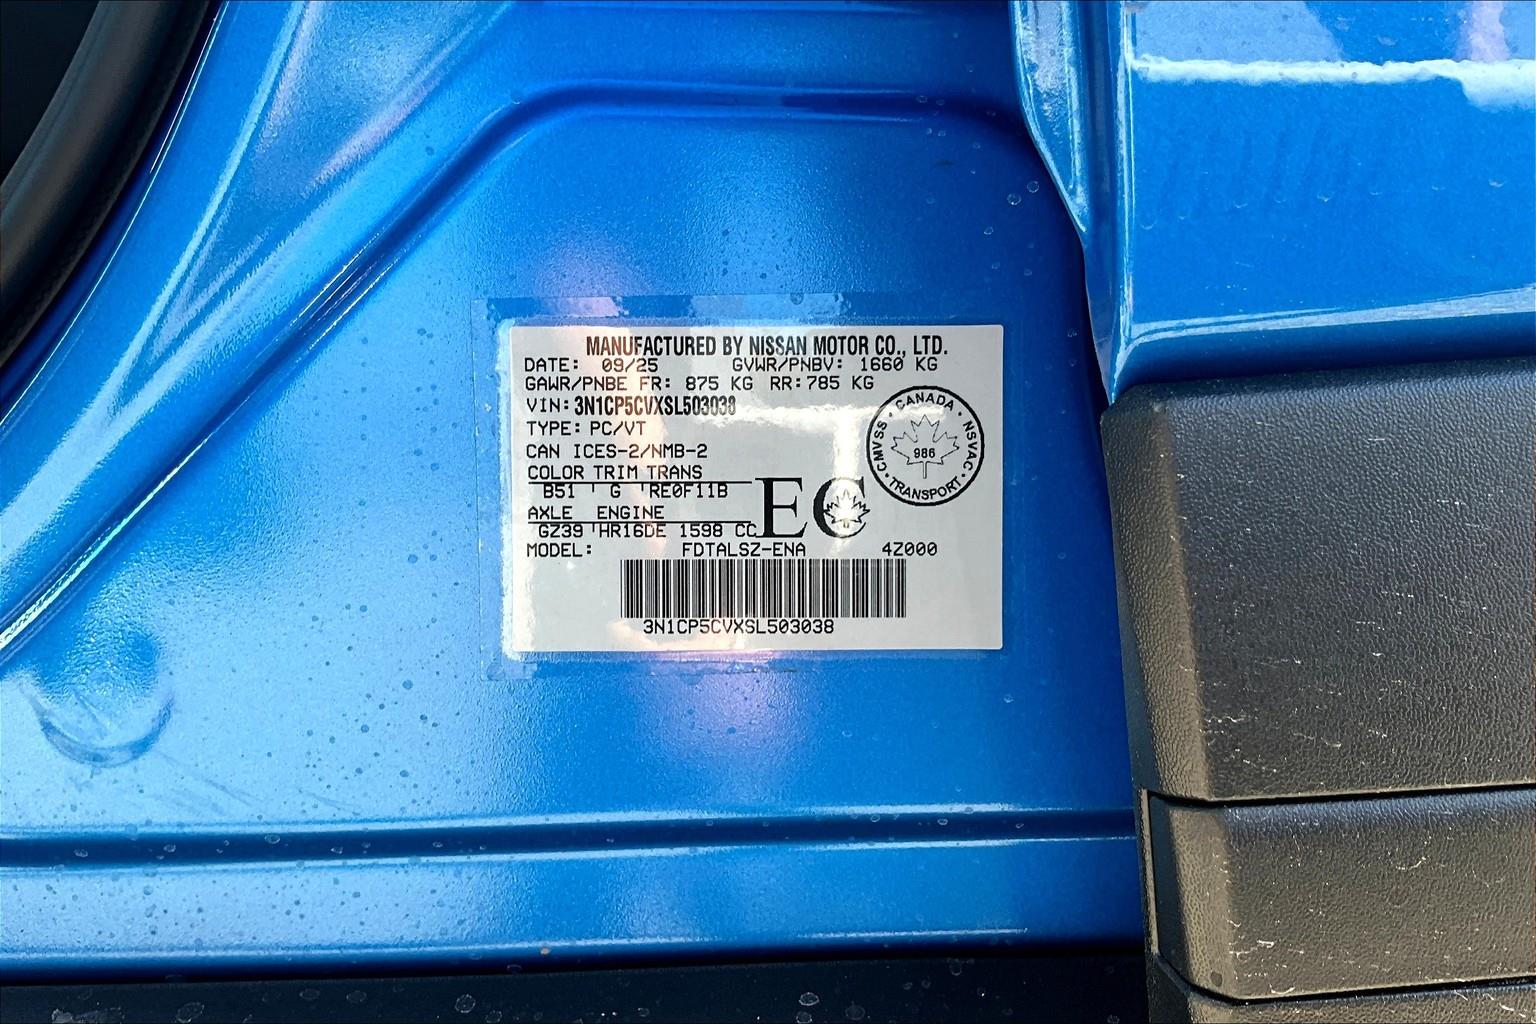 MANUFACTURED BY NISSAN MOTOR CO., LTD.
DATE: 09/25 GVWR/PNBV: 1660 KG
GAWR/PNBE FR: 875 KG RR: 785 KG
VIN: 3N1CP5CVXSL503038
TYPE: PC/VT
CAN ICES-2/NMB-2
COLOR TRIM TRANS
B51 G RE0F11B
AXLE ENGINE
GZ39 HR16DE 1598 CC
MODEL: FDTALSZ-ENA 4Z000
3N1CP5CVXSL503038
EC
CANADA · NSVAC · TRANSPORT · CMVSS
986